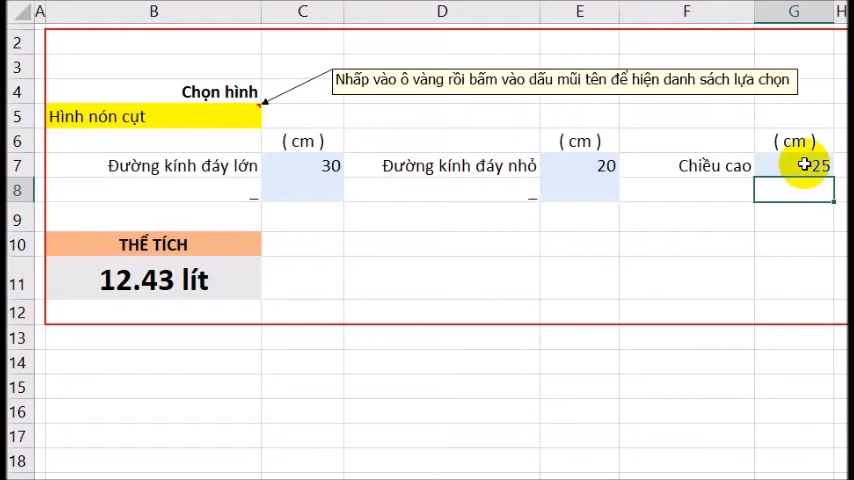 A B C D E F G H
2
3
Nhấp vào ô vàng rồi bấm vào dấu mũi tên để hiện danh sách lựa chọn
4 Chọn hình
5 Hình nón cụt
6 ( cm ) ( cm ) ( cm )
7 Đường kính đáy lớn 30 Đường kính đáy nhỏ 20 Chiều cao 25
8 _ _
9
10 THỂ TÍCH
11 12.43 lít
12
13
14
15
16
17
18